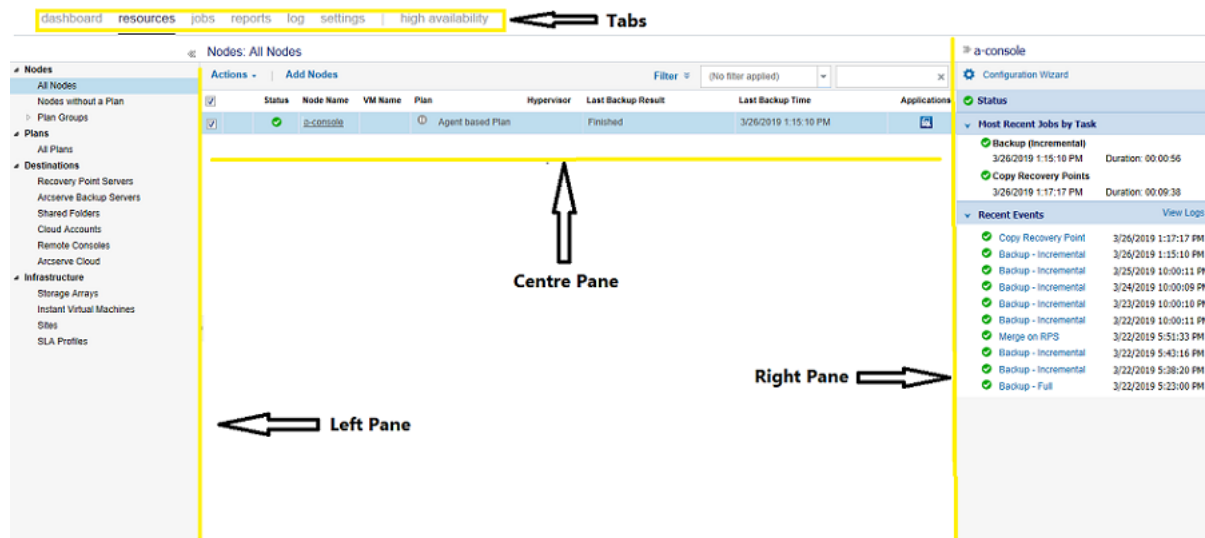 dashboard resources jobs reports log settings | high availability
Tabs
Nodes: All Nodes
a-console
Nodes
All Nodes
Nodes without a Plan
Plan Groups
Plans
All Plans
Destinations
Recovery Point Servers
Arcserve Backup Servers
Shared Folders
Cloud Accounts
Remote Consoles
Arcserve Cloud
Infrastructure
Storage Arrays
Instant Virtual Machines
Sites
SLA Profiles
Left Pane
Actions | Add Nodes
Filter (No filter applied)
Status Node Name VM Name Plan Hypervisor Last Backup Result Last Backup Time Applications
a-console Agent based Plan Finished 3/26/2019 1:15:10 PM
Centre Pane
Right Pane
Configuration Wizard
Status
Most Recent Jobs by Task
Backup (Incremental)
3/26/2019 1:15:10 PM Duration: 00:00:56
Copy Recovery Points
3/26/2019 1:17:17 PM Duration: 00:09:38
Recent Events View Logs
Copy Recovery Point 3/26/2019 1:17:17 PM
Backup - Incremental 3/26/2019 1:15:10 PM
Backup - Incremental 3/25/2019 10:00:11 PM
Backup - Incremental 3/24/2019 10:00:09 PM
Backup - Incremental 3/23/2019 10:00:10 PM
Backup - Incremental 3/22/2019 10:00:11 PM
Merge on RPS 3/22/2019 5:51:33 PM
Backup - Incremental 3/22/2019 5:43:16 PM
Backup - Incremental 3/22/2019 5:38:20 PM
Backup - Full 3/22/2019 5:23:00 PM